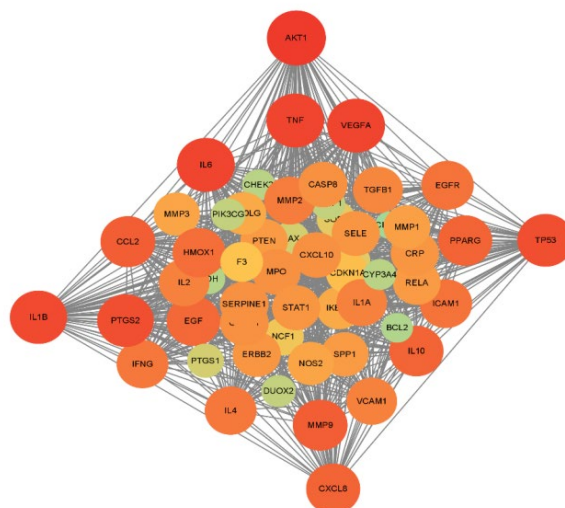 AKT1
TNF
VEGFA
IL6
CHEK2
CASP8
TGFB1
EGFR
PIK3CG
MMP2
MMP3
MMP1
PTEN
SELE
CCL2
HMOX1
CXCL10
CRP
PPARG
TP53
F3
MPO
CDKN1A
CYP3A4
IL2
RELA
SERPINE1
IL1A
ICAM1
IL1B
PTGS2
EGF
STAT1
BCL2
NCF1
IL10
IFNG
PTGS1
ERBB2
NOS2
SPP1
DUOX2
IL4
VCAM1
MMP9
CXCL8